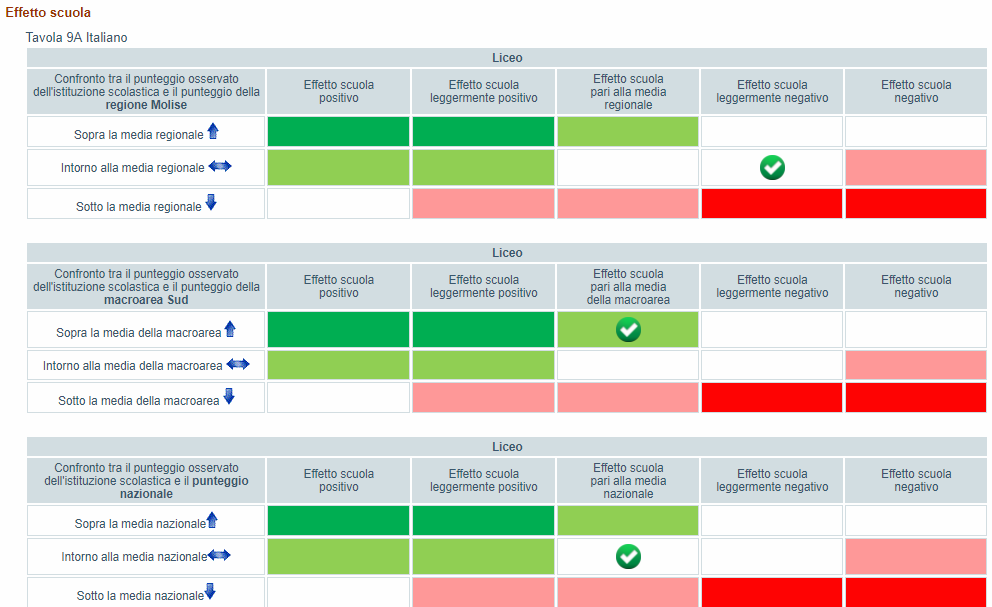 Effetto scuola
Tavola 9A Italiano
Liceo
Confronto tra il punteggio osservato
dell'istituzione scolastica e il punteggio della
regione Molise
Effetto scuola
positivo
Effetto scuola
leggermente positivo
Effetto scuola
pari alla media
regionale
Effetto scuola
leggermente negativo
Effetto scuola
negativo
Sopra la media regionale
Intorno alla media regionale
Sotto la media regionale
Liceo
Confronto tra il punteggio osservato
dell'istituzione scolastica e il punteggio della
macroarea Sud
Effetto scuola
positivo
Effetto scuola
leggermente positivo
Effetto scuola
pari alla media
della macroarea
Effetto scuola
leggermente negativo
Effetto scuola
negativo
Sopra la media della macroarea
Intorno alla media della macroarea
Sotto la media della macroarea
Liceo
Confronto tra il punteggio osservato
dell'istituzione scolastica e il punteggio
nazionale
Effetto scuola
positivo
Effetto scuola
leggermente positivo
Effetto scuola
pari alla media
nazionale
Effetto scuola
leggermente negativo
Effetto scuola
negativo
Sopra la media nazionale
Intorno alla media nazionale
Sotto la media nazionale